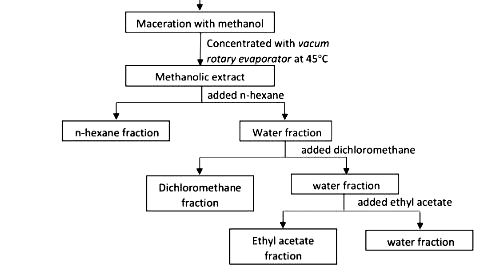 Maceration with methanol
Concentrated with vacum
rotary evaporator at 45°C
Methanolic extract
added n-hexane
n-hexane fraction
Water fraction
added dichloromethane
Dichloromethane
fraction
water fraction
added ethyl acetate
Ethyl acetate
fraction
water fraction